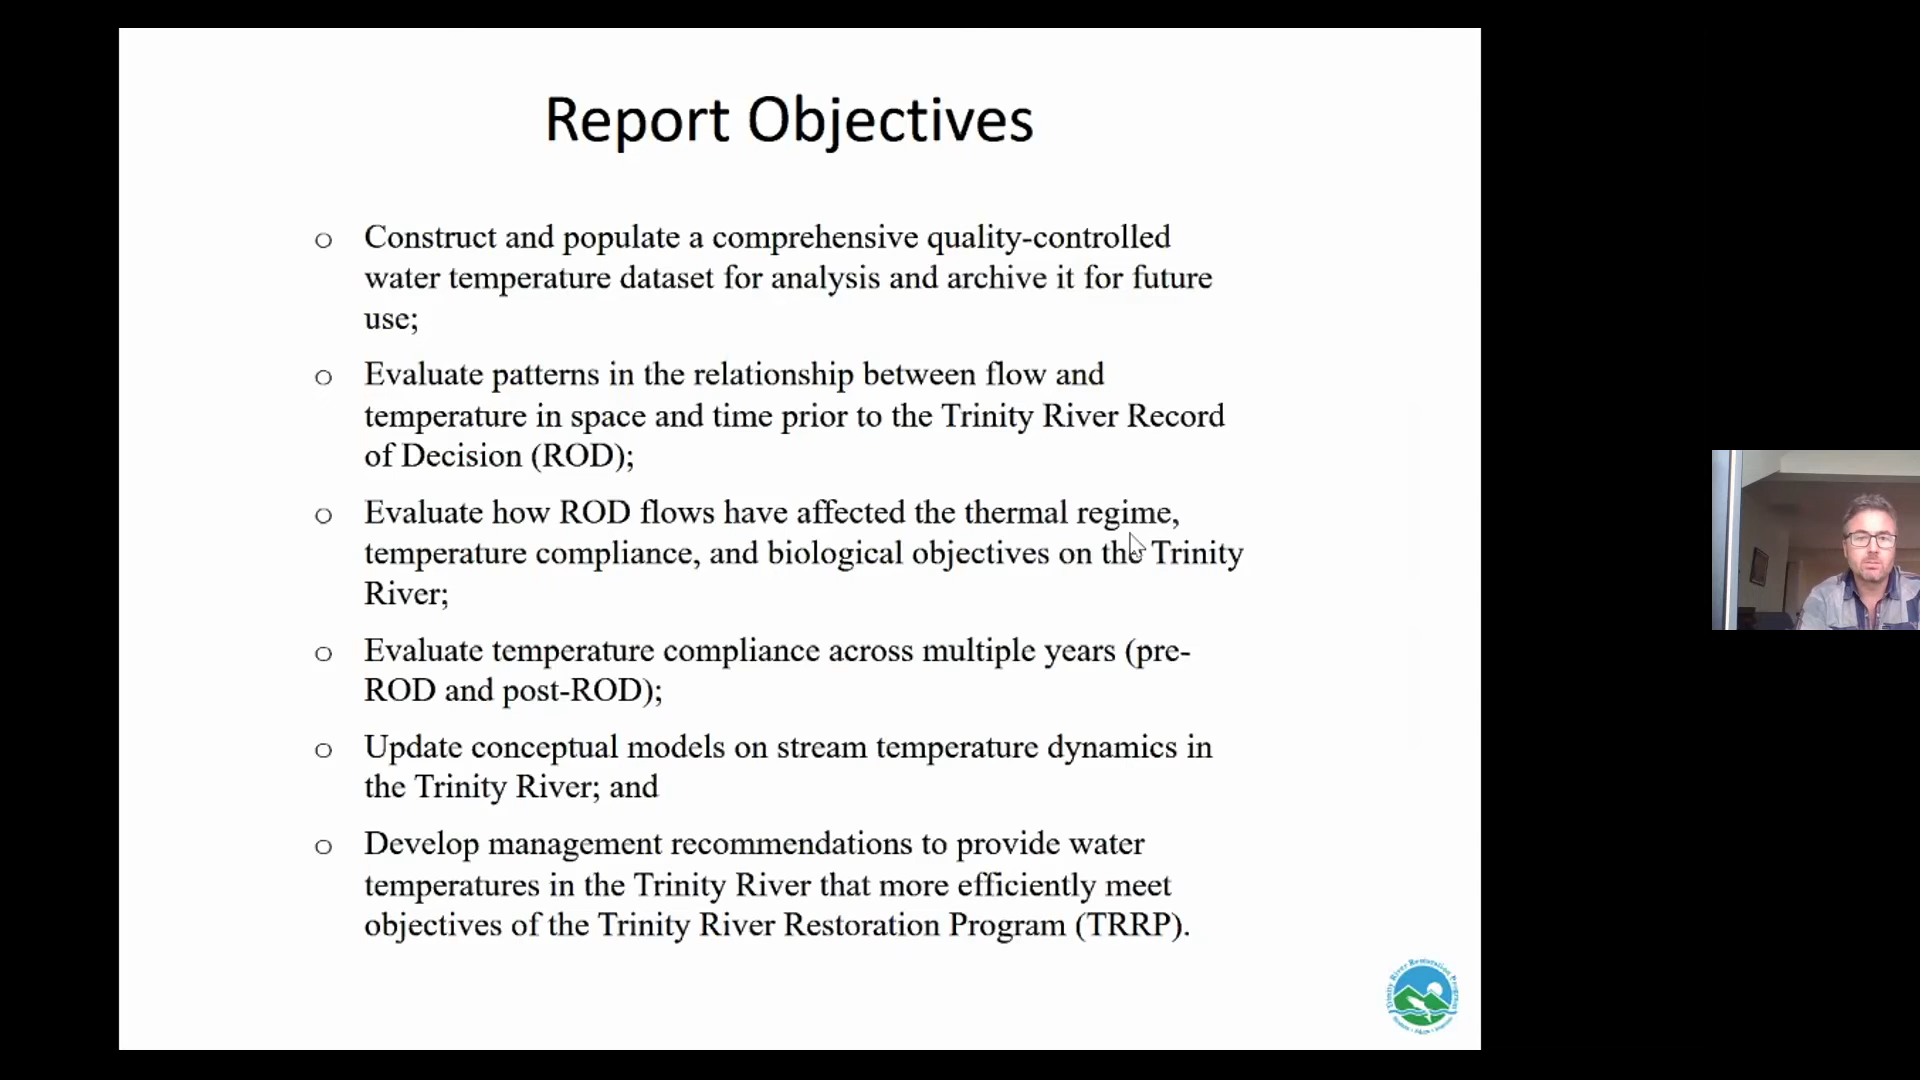 Report Objectives
o Construct and populate a comprehensive quality-controlled
water temperature dataset for analysis and archive it for future
use;
o Evaluate patterns in the relationship between flow and
temperature in space and time prior to the Trinity River Record
of Decision (ROD);
o Evaluate how ROD flows have affected the thermal regime,
temperature compliance, and biological objectives on the Trinity
River;
o Evaluate temperature compliance across multiple years (pre-
ROD and post-ROD);
o Update conceptual models on stream temperature dynamics in
the Trinity River; and
o Develop management recommendations to provide water
temperatures in the Trinity River that more efficiently meet
objectives of the Trinity River Restoration Program (TRRP).
Trinity River Restoration Program